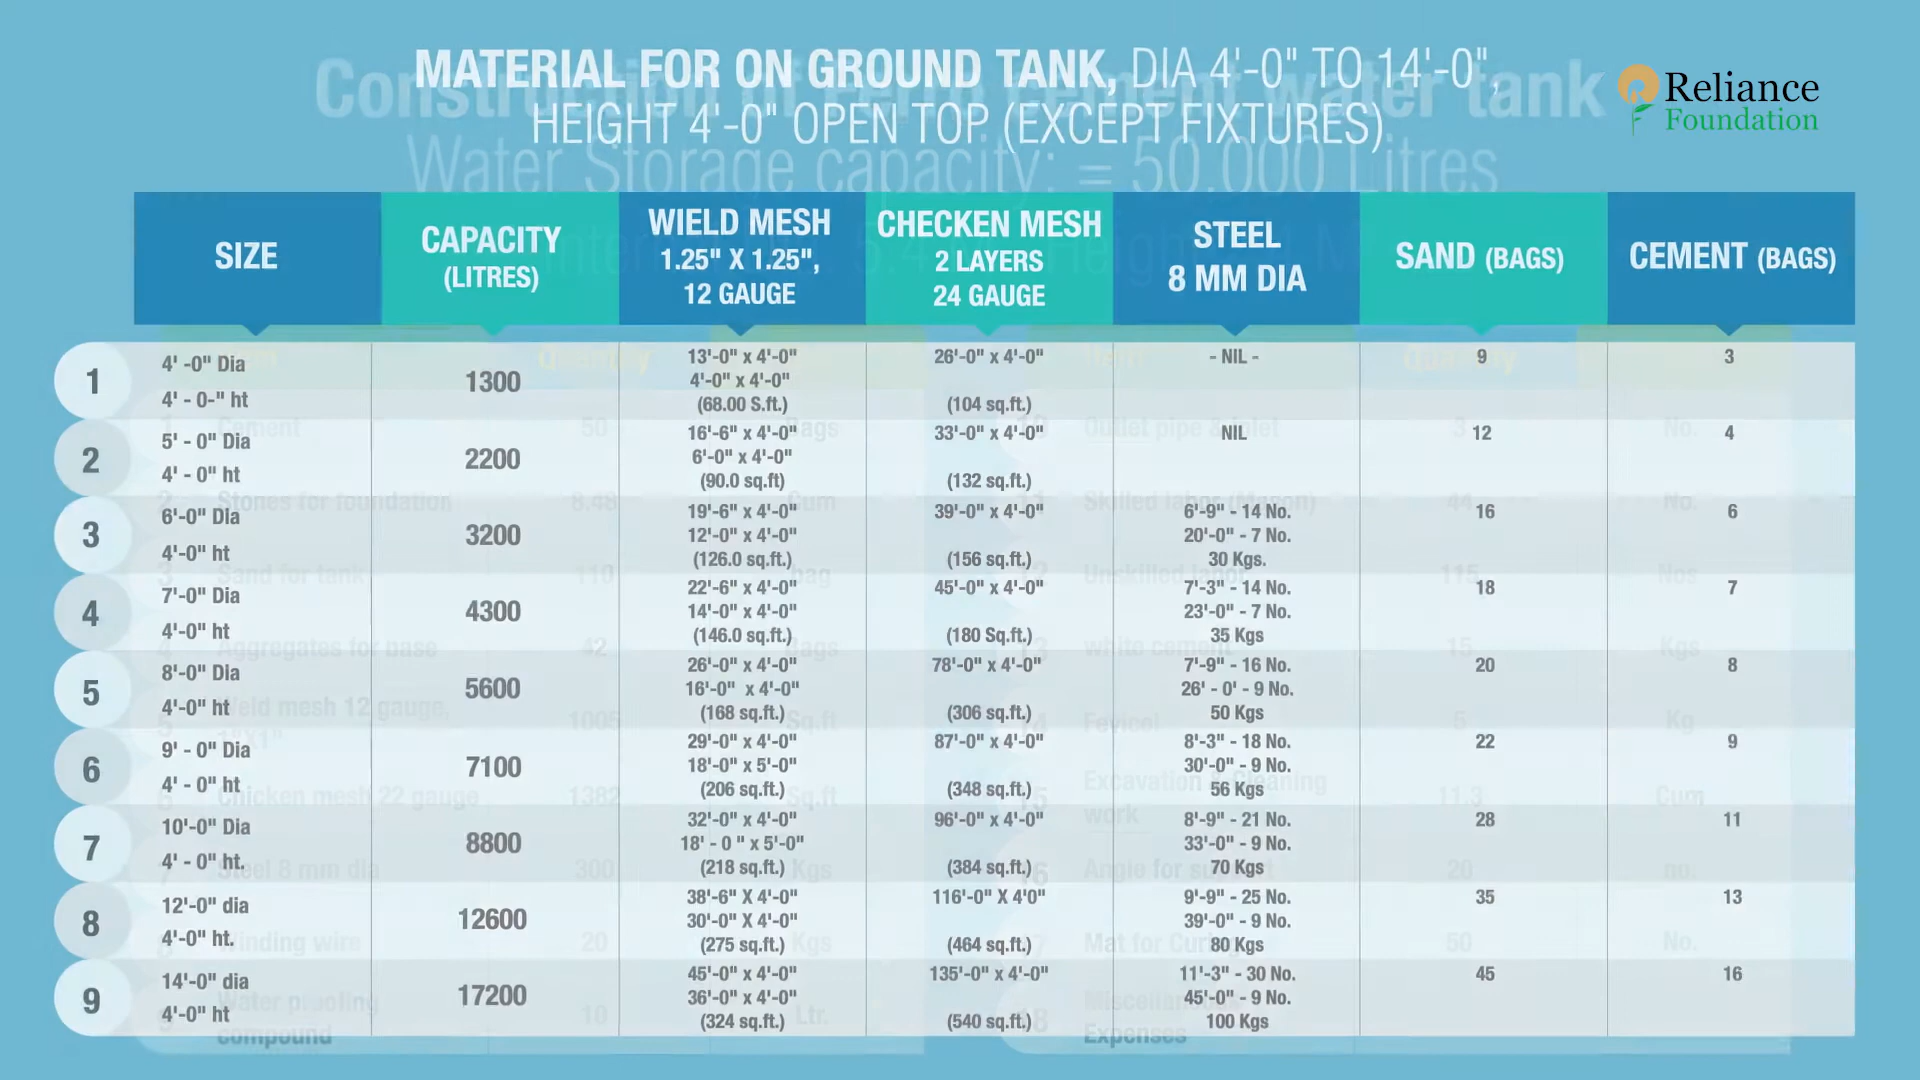 MATERIAL FOR ON GROUND TANK, DIA 4'-0" TO 14'-0",
HEIGHT 4'-0" OPEN TOP (EXCEPT FIXTURES)
Construction of Ferro cement water tank
Water Storage capacity: = 50,000 Litres
Reliance
Foundation
SIZE
CAPACITY
(LITRES)
WIELD MESH
1.25" X 1.25",
12 GAUGE
CHECKEN MESH
2 LAYERS
24 GAUGE
STEEL
8 MM DIA
SAND (BAGS)
CEMENT (BAGS)
1
4' -0" Dia
4' - 0-" ht
1300
13'-0" x 4'-0"
4'-0" x 4'-0"
(68.00 S.ft.)
26'-0" x 4'-0"
(104 sq.ft.)
- NIL -
9
3
2
5' - 0" Dia
4' - 0" ht
2200
16'-6" x 4'-0"
6'-0" x 4'-0"
(90.0 sq.ft)
33'-0" x 4'-0"
(132 sq.ft.)
NIL
12
4
3
6'-0" Dla
4'-0" ht
3200
19'-6" x 4'-0"
12'-0" x 4'-0"
(126.0 sq.ft.)
39'-0" x 4'-0"
(156 sq.ft.)
6'-9" - 14 No.
20'-0" - 7 No.
30 Kgs.
16
6
4
7'-0" Dia
4'-0" ht
4300
22'-6" x 4'-0"
14'-0" x 4'-0"
(146.0 sq.ft.)
45'-0" x 4'-0"
(180 Sq.ft.)
7'-3" - 14 No.
23'-0" - 7 No.
35 Kgs
18
7
5
8'-0" Dia
4'-0" ht
5600
26'-0" x 4'-0"
16'-0" x 4'-0"
(168 sq.ft.)
78'-0" x 4'-0"
(306 sq.ft.)
7'-9" - 16 No.
26' - 0' - 9 No.
50 Kgs
20
8
6
9' - 0" Dia
4' - 0" ht.
7100
29'-0" x 4'-0"
18'-0" x 5'-0"
(206 sq.ft.)
87'-0" x 4'-0"
(348 sq.ft.)
8'-3" - 18 No.
30'-0" - 9 No.
56 Kgs
22
9
7
10'-0" Dia
4' - 0" ht.
8800
32'-0" x 4'-0"
18' - 0 " x 5'-0"
(218 sq.ft.)
96'-0" x 4'-0"
(384 sq.ft.)
8'-9" - 21 No.
33'-0" - 9 No.
70 Kgs
28
11
8
12'-0" dia
4'-0" ht.
12600
38'-6" X 4'-0"
30'-0" X 4'-0"
(275 sq.ft.)
116'-0" X 4'0"
(464 sq.ft.)
9'-9" - 25 No.
39'-0" - 9 No.
80 Kgs
35
13
9
14'-0" dia
4'-0" ht
17200
45'-0" x 4'-0"
36'-0" x 4'-0"
(324 sq.ft.)
135'-0" x 4'-0"
(540 sq.ft.)
11'-3" - 30 No.
45'-0" - 9 No.
100 Kgs
45
16